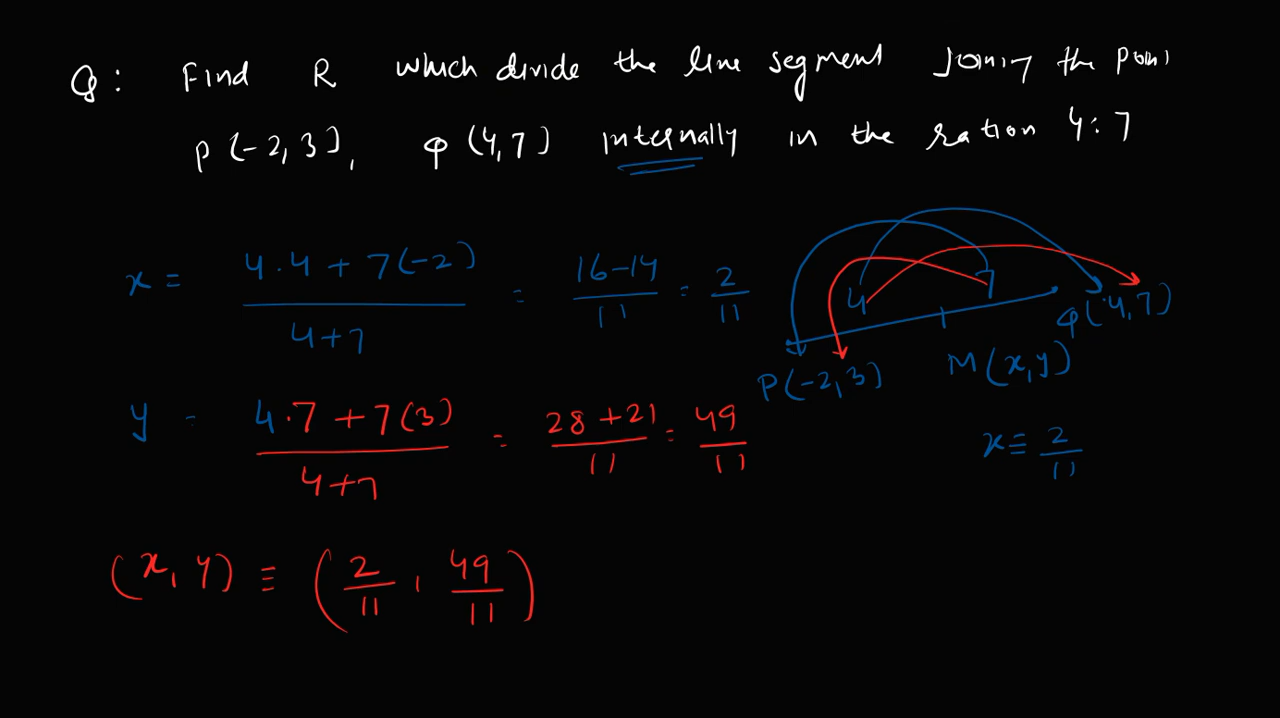 Q: Find R which divide the line segment Joining the point
P(-2,3), Q(4,7) internally in the ration 4:7
x = 4.4 + 7(-2) / 4+7 = 16-14 / 11 = 2/11
4 7
Q(4,7)
P(-2,3) M(x,y)
y = 4.7 + 7(3) / 4+7 = 28+21 / 11 = 49/11
x ≡ 2/11
(x, y) ≡ (2/11, 49/11)